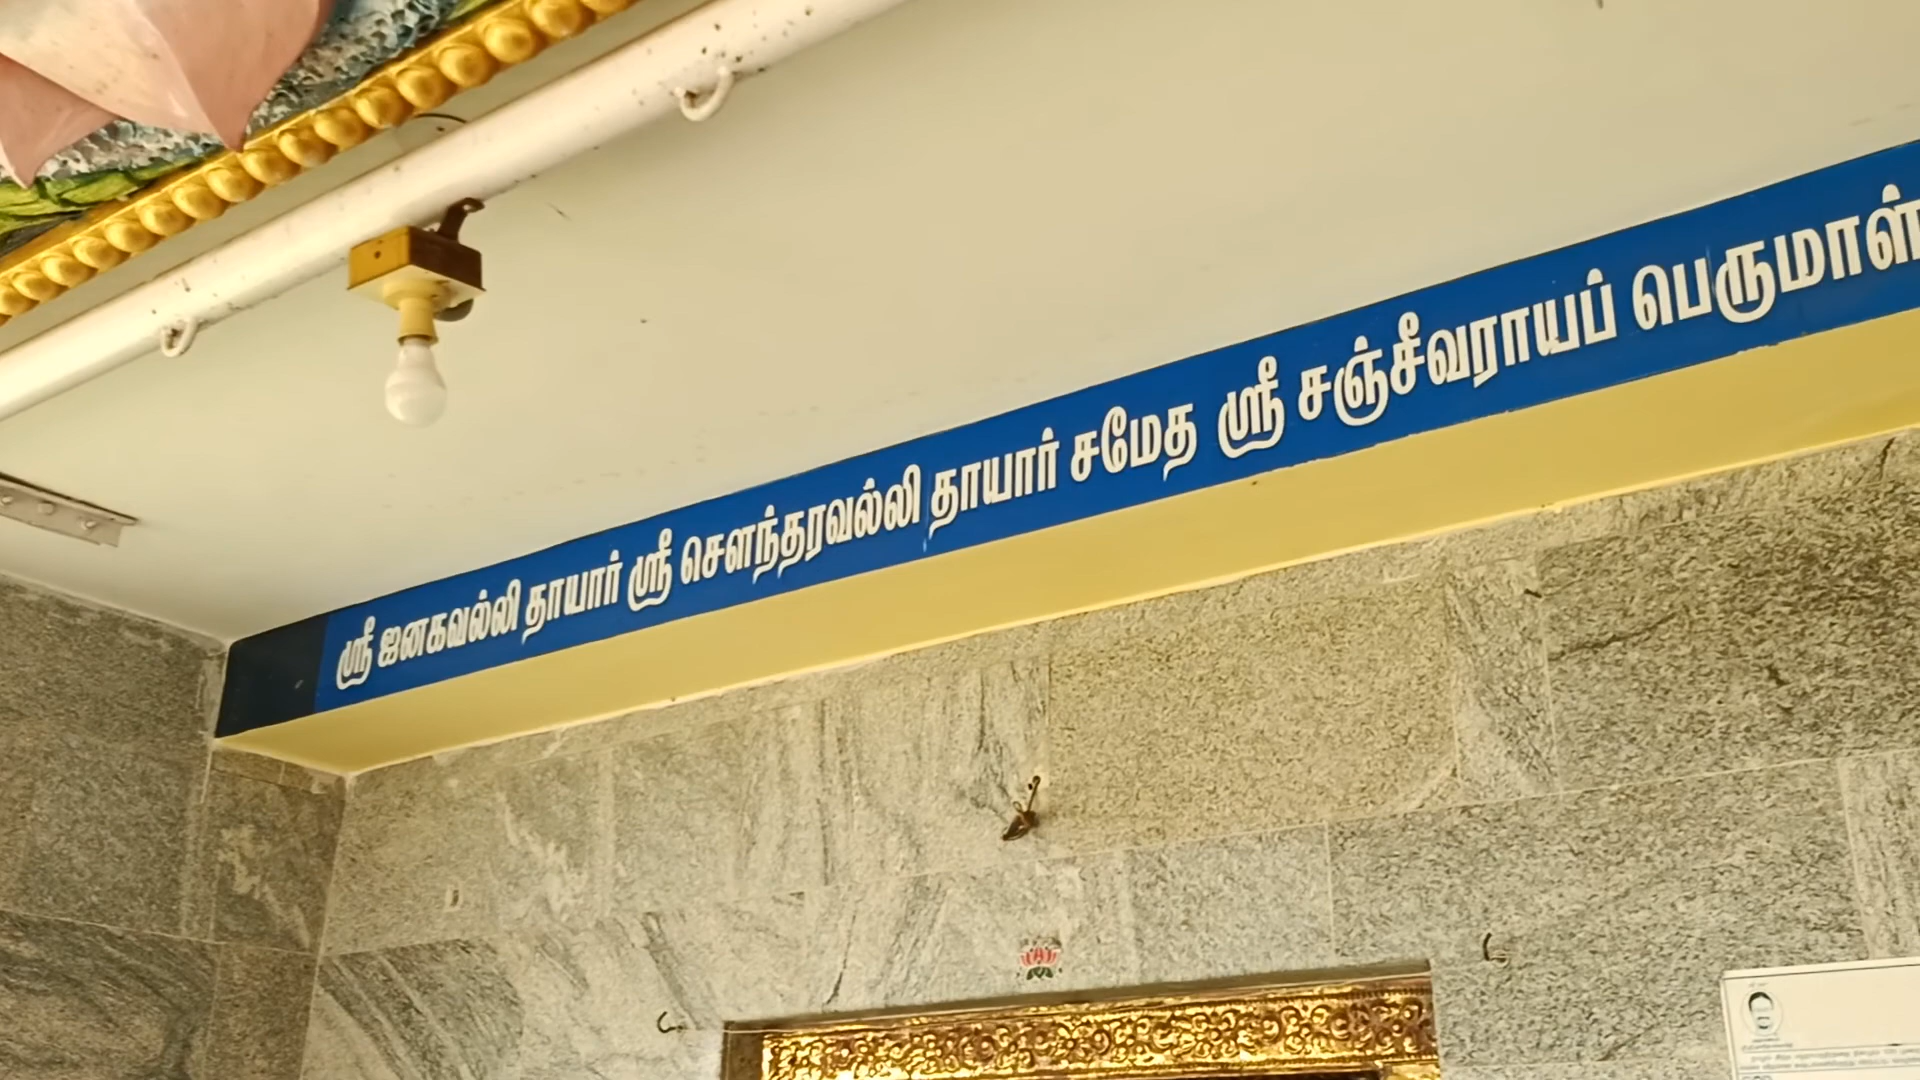 ஸ்ரீ ஜனகவல்லி தாயார் ஸ்ரீ சௌந்தரவல்லி தாயார் சமேத ஸ்ரீ சஞ்சீவராயப் பெருமாள்